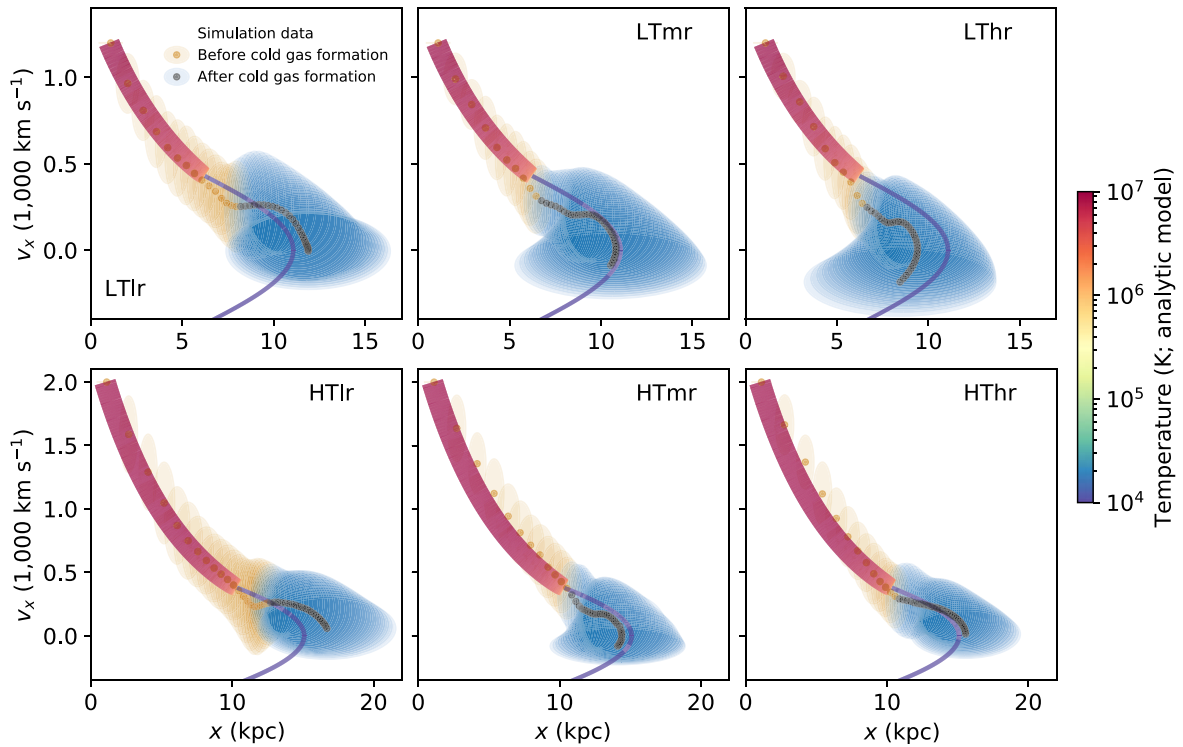 Simulation data
Before cold gas formation
After cold gas formation
LTlr
LTmr
LThr
v_x (1,000 km s⁻¹)
1.0
0.5
0.0
0 5 10 15
0 5 10 15
0 5 10 15
HTlr
HTmr
HThr
v_x (1,000 km s⁻¹)
2.0
1.5
1.0
0.5
0.0
0 10 20
0 10 20
0 10 20
x (kpc)
x (kpc)
x (kpc)
10⁷
10⁶
10⁵
10⁴
Temperature (K; analytic model)